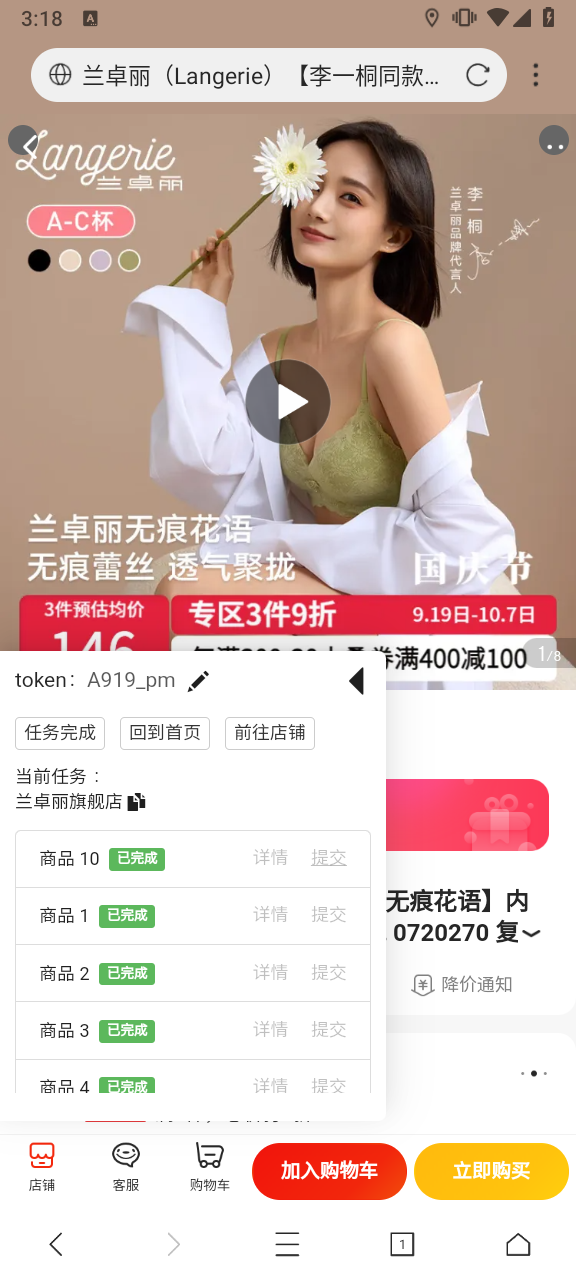 3:18
A
兰卓丽（Langerie）【李一桐同款...
Langerie
兰卓丽
A-C杯
李一桐
兰卓丽品牌代言人
兰卓丽无痕花语
无痕蕾丝 透气聚拢
国庆节
3件预估均价
146
专区3件9折
9.19日-10.7日
券满400减100
1/8
token： A919_pm
任务完成
回到首页
前往店铺
当前任务：
兰卓丽旗舰店
商品 10 已完成 详情 提交
商品 1 已完成 详情 提交
商品 2 已完成 详情 提交
商品 3 已完成 详情 提交
商品 4 已完成 详情 提交
无痕花语】内
0720270 复
降价通知
店铺
客服
购物车
加入购物车
立即购买
1